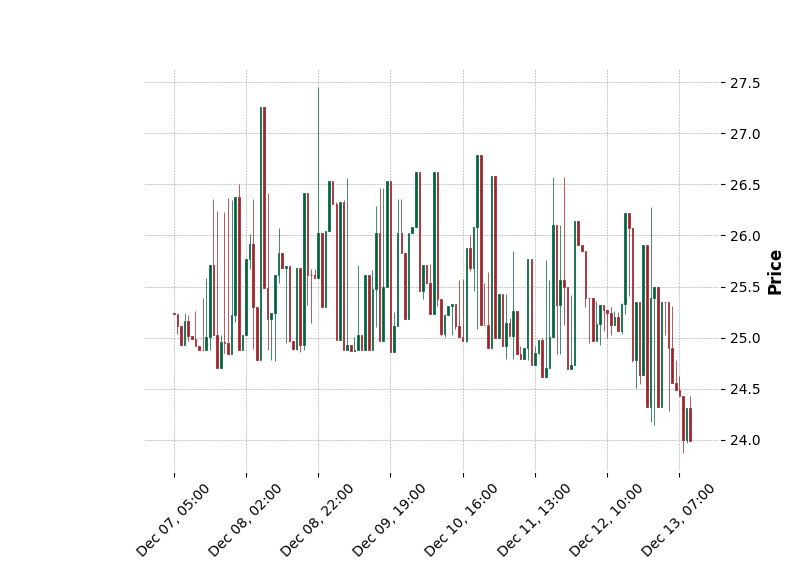 27.5
27.0
26.5
26.0
25.5
25.0
24.5
24.0
Price
Dec 07, 05:00
Dec 08, 02:00
Dec 08, 22:00
Dec 09, 19:00
Dec 10, 16:00
Dec 11, 13:00
Dec 12, 10:00
Dec 13, 07:00